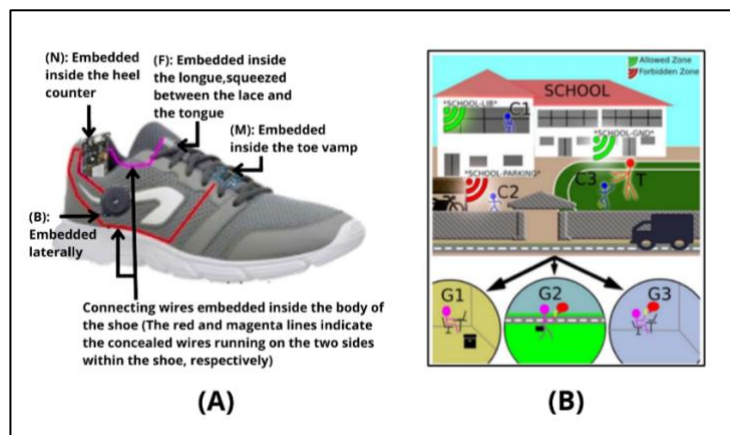 (N): Embedded
inside the heel
counter
(F): Embedded inside
the longue,squeezed
between the lace and
the tongue
(M): Embedded
inside the toe vamp
(B):
Embedded
laterally
Connecting wires embedded inside the body of
the shoe (The red and magenta lines indicate
the concealed wires running on the two sides
within the shoe, respectively)
(A)
Allowed Zone
Forbidden Zone
SCHOOL
"SCHOOL-LIB"
C1
"SCHOOL-GND"
"SCHOOL-PARKING"
C2
C3
T
G1
G2
G3
(B)